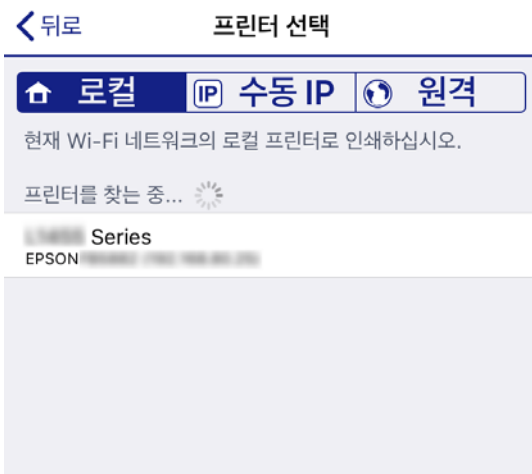 뒤로 프린터 선택
로컬 IP 수동 IP 원격
현재 Wi-Fi 네트워크의 로컬 프린터로 인쇄하십시오.
프린터를 찾는 중...
Series
EPSON